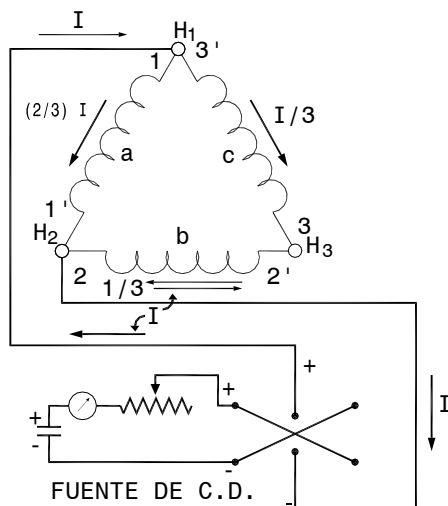 I
H1
1 3'
(2/3) I
I/3
a
c
1'
3
H2
b
H3
2
1/3
2'
I
+
I
+
+
-
-
-
FUENTE DE C.D.